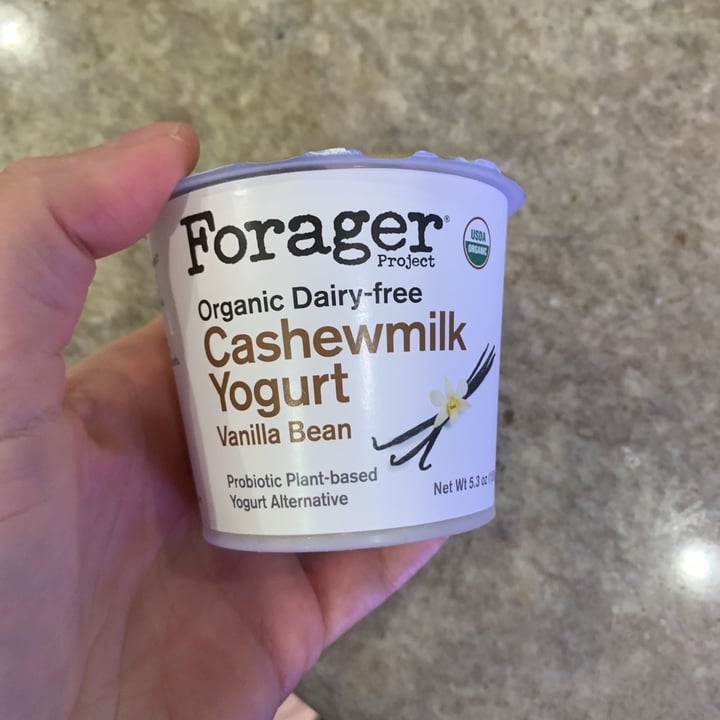 Forager®
Project
USDA
ORGANIC
Organic Dairy-free
Cashewmilk
Yogurt
Vanilla Bean
Probiotic Plant-based
Yogurt Alternative
Net Wt 5.3 oz